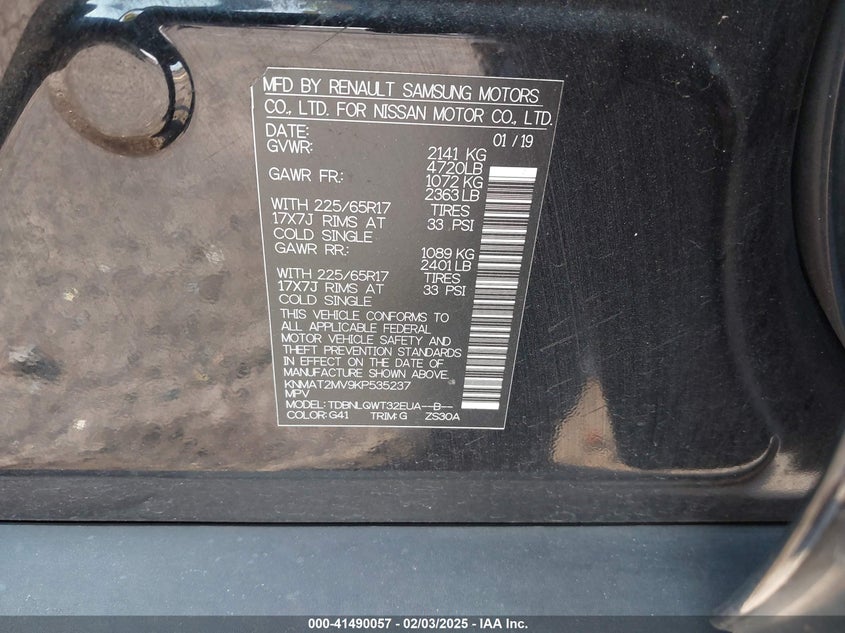 MFD BY RENAULT SAMSUNG MOTORS
CO., LTD. FOR NISSAN MOTOR CO., LTD.
DATE: 01 / 19
GVWR: 2141 KG
4720LB
GAWR FR: 1072 KG
2363 LB
WITH 225/65R17 TIRES
17X7J RIMS AT 33 PSI
COLD SINGLE
GAWR RR: 1089 KG
2401 LB
WITH 225/65R17 TIRES
17X7J RIMS AT 33 PSI
COLD SINGLE
THIS VEHICLE CONFORMS TO
ALL APPLICABLE FEDERAL
MOTOR VEHICLE SAFETY AND
THEFT PREVENTION STANDARDS
IN EFFECT ON THE DATE OF
MANUFACTURE SHOWN ABOVE.
KNMAT2MV9KP535237
MPV
MODEL: TDBNLQWT32EUA--B--
COLOR: G41 TRIM: G ZS30A
000-41490057 - 02/03/2025 - IAA Inc.